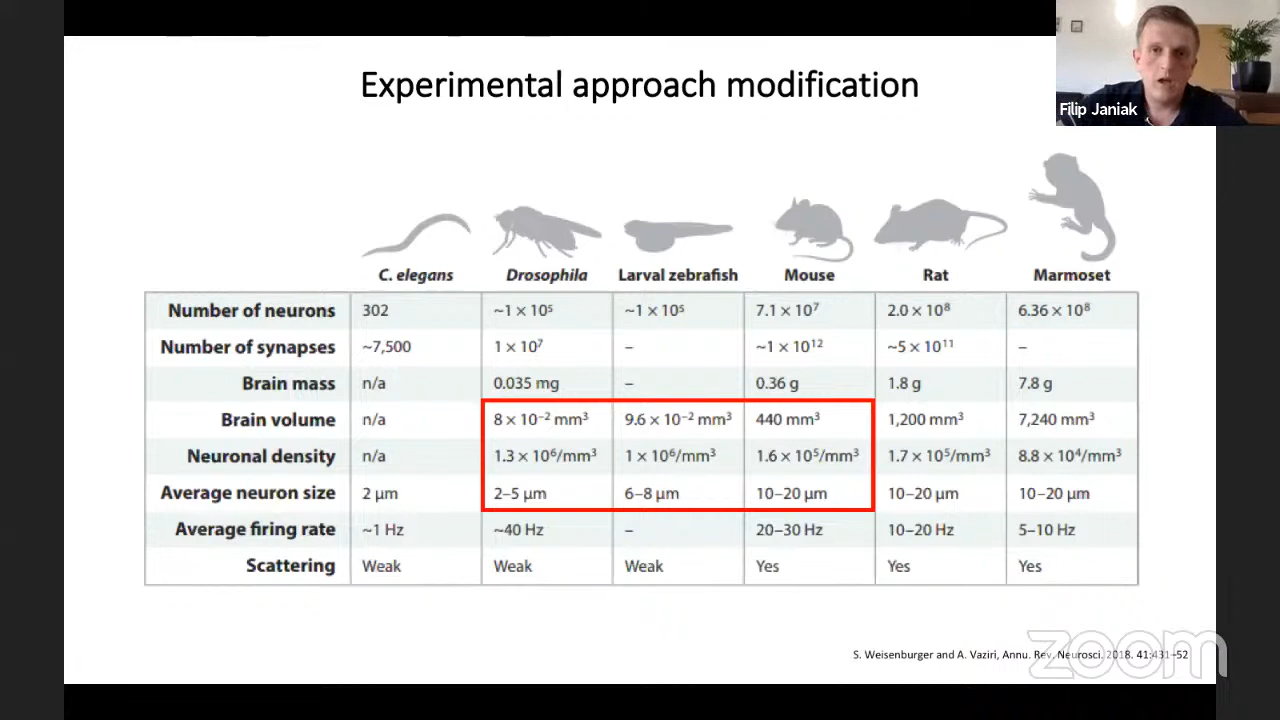 Experimental approach modification
Filip Janiak
C. elegans Drosophila Larval zebrafish Mouse Rat Marmoset
Number of neurons 302 ~1 × 10⁵ ~1 × 10⁵ 7.1 × 10⁷ 2.0 × 10⁸ 6.36 × 10⁸
Number of synapses ~7,500 1 × 10⁷ – ~1 × 10¹² ~5 × 10¹¹ –
Brain mass n/a 0.035 mg – 0.36 g 1.8 g 7.8 g
Brain volume n/a 8 × 10⁻² mm³ 9.6 × 10⁻² mm³ 440 mm³ 1,200 mm³ 7,240 mm³
Neuronal density n/a 1.3 × 10⁶/mm³ 1 × 10⁶/mm³ 1.6 × 10⁵/mm³ 1.7 × 10⁵/mm³ 8.8 × 10⁴/mm³
Average neuron size 2 µm 2–5 µm 6–8 µm 10–20 µm 10–20 µm 10–20 µm
Average firing rate ~1 Hz ~40 Hz – 20–30 Hz 10–20 Hz 5–10 Hz
Scattering Weak Weak Weak Yes Yes Yes
S. Weisenburger and A. Vaziri, Annu. Rev. Neurosci. 2018. 41:431–52
zoom